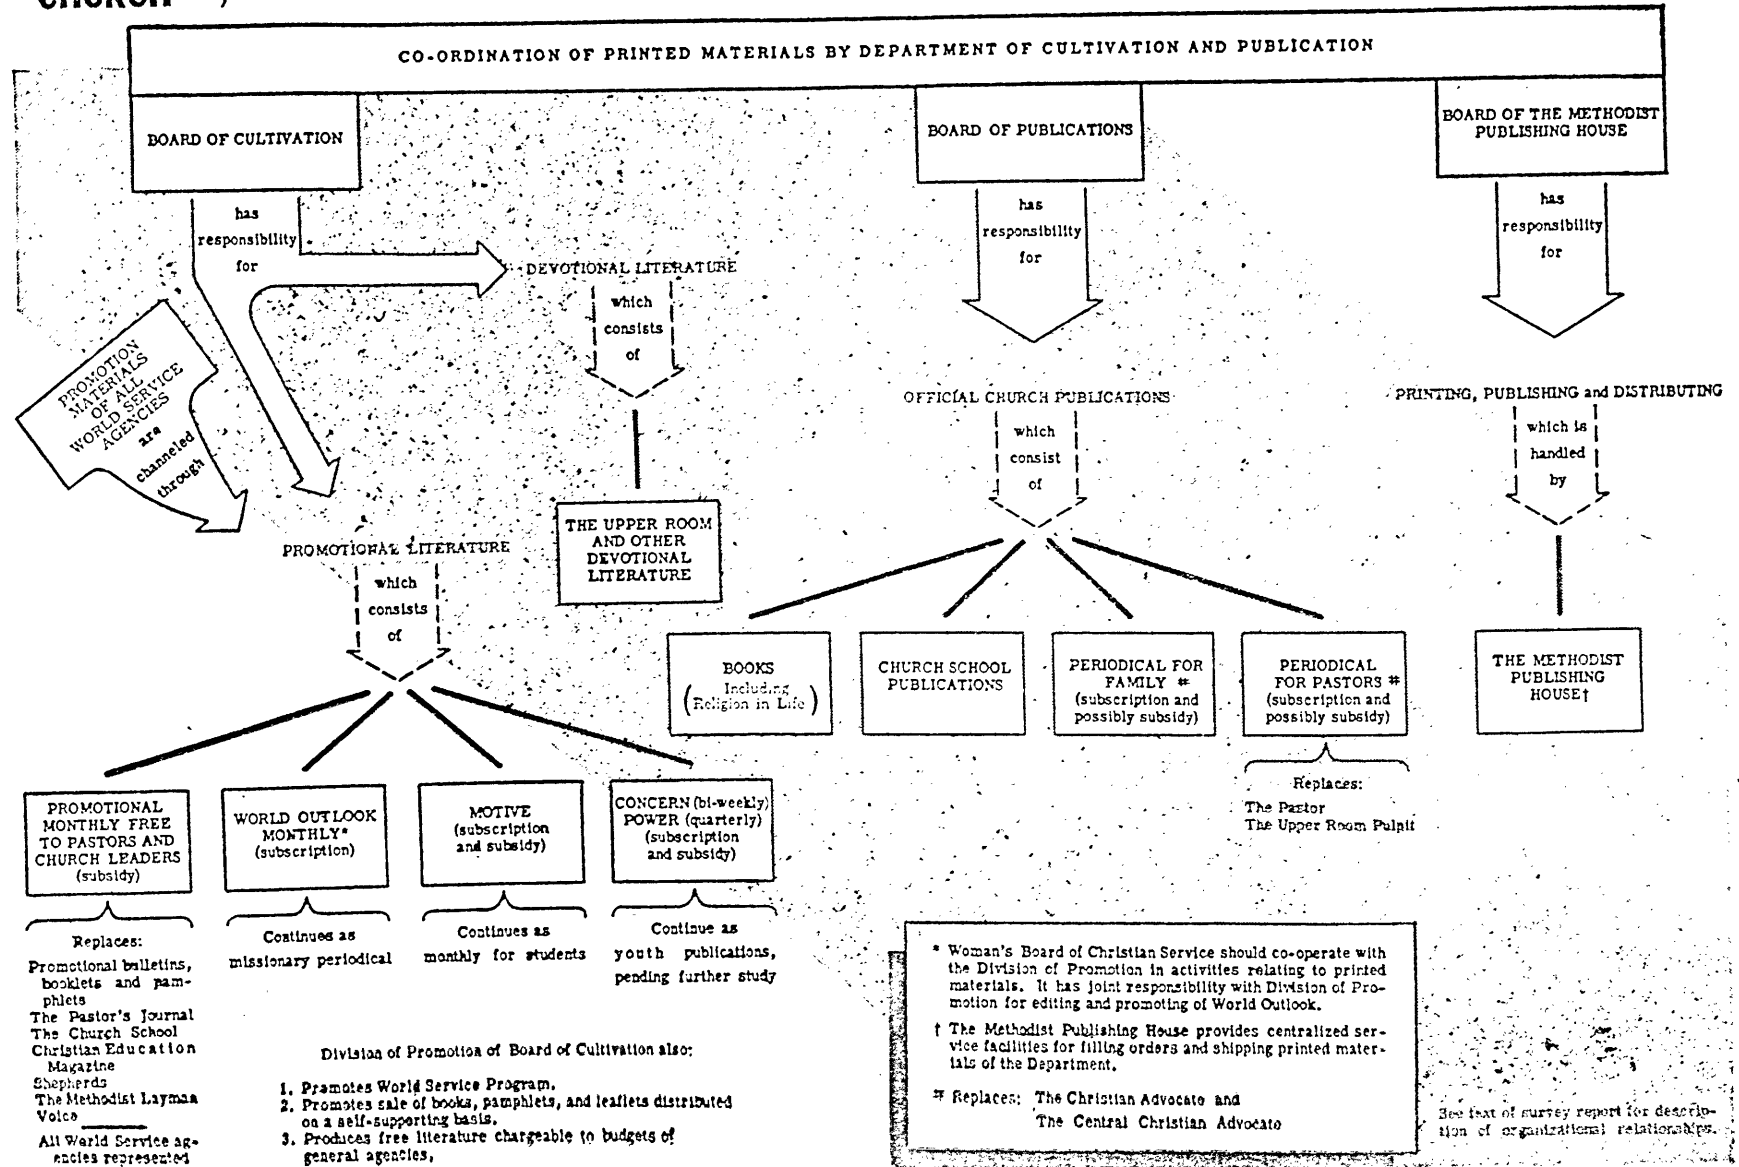 CO-ORDINATION OF PRINTED MATERIALS BY DEPARTMENT OF CULTIVATION AND PUBLICATION
BOARD OF CULTIVATION
has
responsibility
for
DEVOTIONAL LITERATURE
which
consists
of
THE UPPER ROOM
AND OTHER
DEVOTIONAL
LITERATURE
PROMOTION
MATERIALS
OF ALL
WORLD SERVICE
AGENCIES
are
channeled
through
PROMOTIONAL LITERATURE
which
consists
of
PROMOTIONAL
MONTHLY FREE
TO PASTORS AND
CHURCH LEADERS
(subsidy)
Replaces:
Promotional bulletins,
booklets and pam-
phlets
The Pastor's Journal
The Church School
Christian Education
Magazine
Shepherds
The Methodist Layman
Voice
All World Service ag-
encies represented
WORLD OUTLOOK
MONTHLY*
(subscription)
Continues as
missionary periodical
MOTIVE
(subscription
and subsidy)
Continues as
monthly for students
CONCERN (bi-weekly)
POWER (quarterly)
(subscription
and subsidy)
Continue as
youth publications,
pending further study
Division of Promotion of Board of Cultivation also:
1. Promotes World Service Program.
2. Promotes sale of books, pamphlets, and leaflets distributed
on a self-supporting basis.
3. Produces free literature chargeable to budgets of
general agencies.
BOARD OF PUBLICATIONS
has
responsibility
for
OFFICIAL CHURCH PUBLICATIONS
which
consist
of
BOOKS
(Including
Religion in Life)
CHURCH SCHOOL
PUBLICATIONS
PERIODICAL FOR
FAMILY #
(subscription and
possibly subsidy)
PERIODICAL
FOR PASTORS #
(subscription and
possibly subsidy)
Replaces:
The Pastor
The Upper Room Pulpit
BOARD OF THE METHODIST
PUBLISHING HOUSE
has
responsibility
for
PRINTING, PUBLISHING and DISTRIBUTING
which is
handled
by
THE METHODIST
PUBLISHING
HOUSE†
* Woman's Board of Christian Service should co-operate with
the Division of Promotion in activities relating to printed
materials. It has joint responsibility with Division of Pro-
motion for editing and promoting of World Outlook.
† The Methodist Publishing House provides centralized ser-
vice facilities for filling orders and shipping printed mater-
ials of the Department.
# Replaces: The Christian Advocate and
The Central Christian Advocate
See text of survey report for descrip-
tion of organizational relationships.